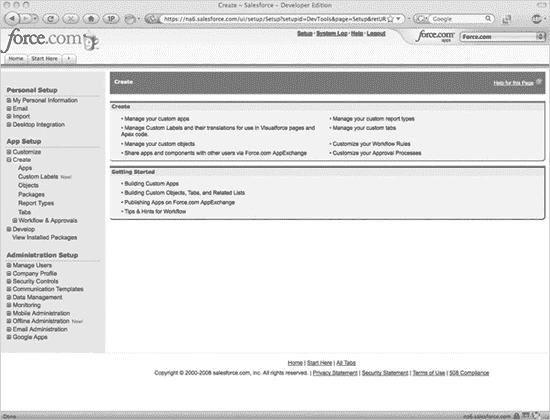 Create ~ Salesforce - Developer Edition
https://na6.salesforce.com/ui/setup/Setup?setupid=DevTools&page=Setup&retUR
Google
force.com
Setup · System Log · Help · Logout
force.com apps
Force.com
Home Start Here
Personal Setup
My Personal Information
Email
Import
Desktop Integration
App Setup
Customize
Create
Apps
Custom Labels New!
Objects
Packages
Report Types
Tabs
Workflow & Approvals
Develop
View Installed Packages
Administration Setup
Manage Users
Company Profile
Security Controls
Communication Templates
Data Management
Monitoring
Mobile Administration
Offline Administration New!
Email Administration
Google Apps
Create
Help for this Page
Create
• Manage your custom apps
• Manage Custom Labels and their translations for use in Visualforce pages and
Apex code.
• Manage your custom objects
• Share apps and components with other users via Force.com AppExchange
• Manage your custom report types
• Manage your custom tabs
• Customize your Workflow Rules
• Customize your Approval Processes
Getting Started
• Building Custom Apps
• Building Custom Objects, Tabs, and Related Lists
• Publishing Apps on Force.com AppExchange
• Tips & Hints for Workflow
Home | Start Here | All Tabs
Copyright © 2000-2008 salesforce.com, inc. All rights reserved. | Privacy Statement | Security Statement | Terms of Use | 508 Compliance
Done
na6.salesforce.com